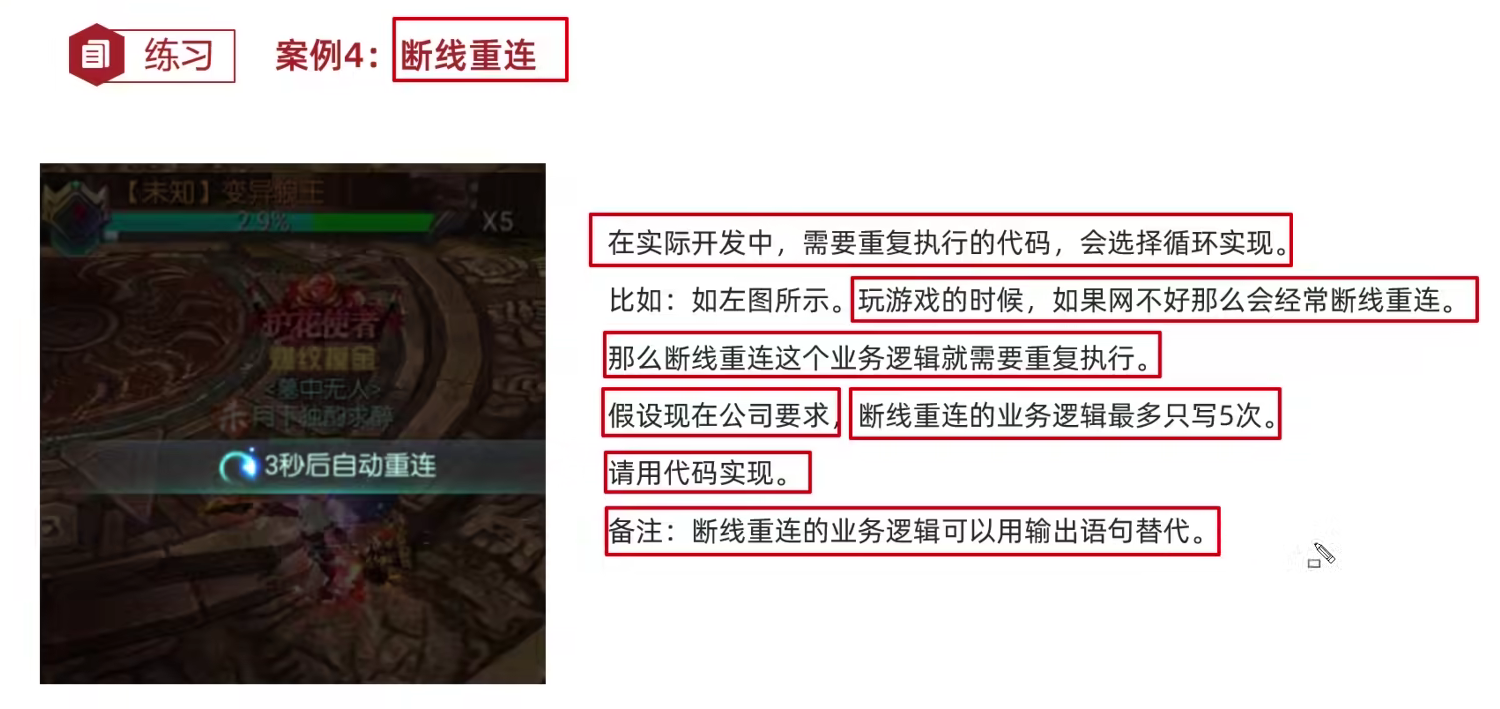 练习 案例4：断线重连
【未知】变异狼王
29% X5
护花使者
<墓中无人>
月下独酌求醉
3秒后自动重连
在实际开发中，需要重复执行的代码，会选择循环实现。
比如：如左图所示。玩游戏的时候，如果网不好那么会经常断线重连。
那么断线重连这个业务逻辑就需要重复执行。
假设现在公司要求，断线重连的业务逻辑最多只写5次。
请用代码实现。
备注：断线重连的业务逻辑可以用输出语句替代。